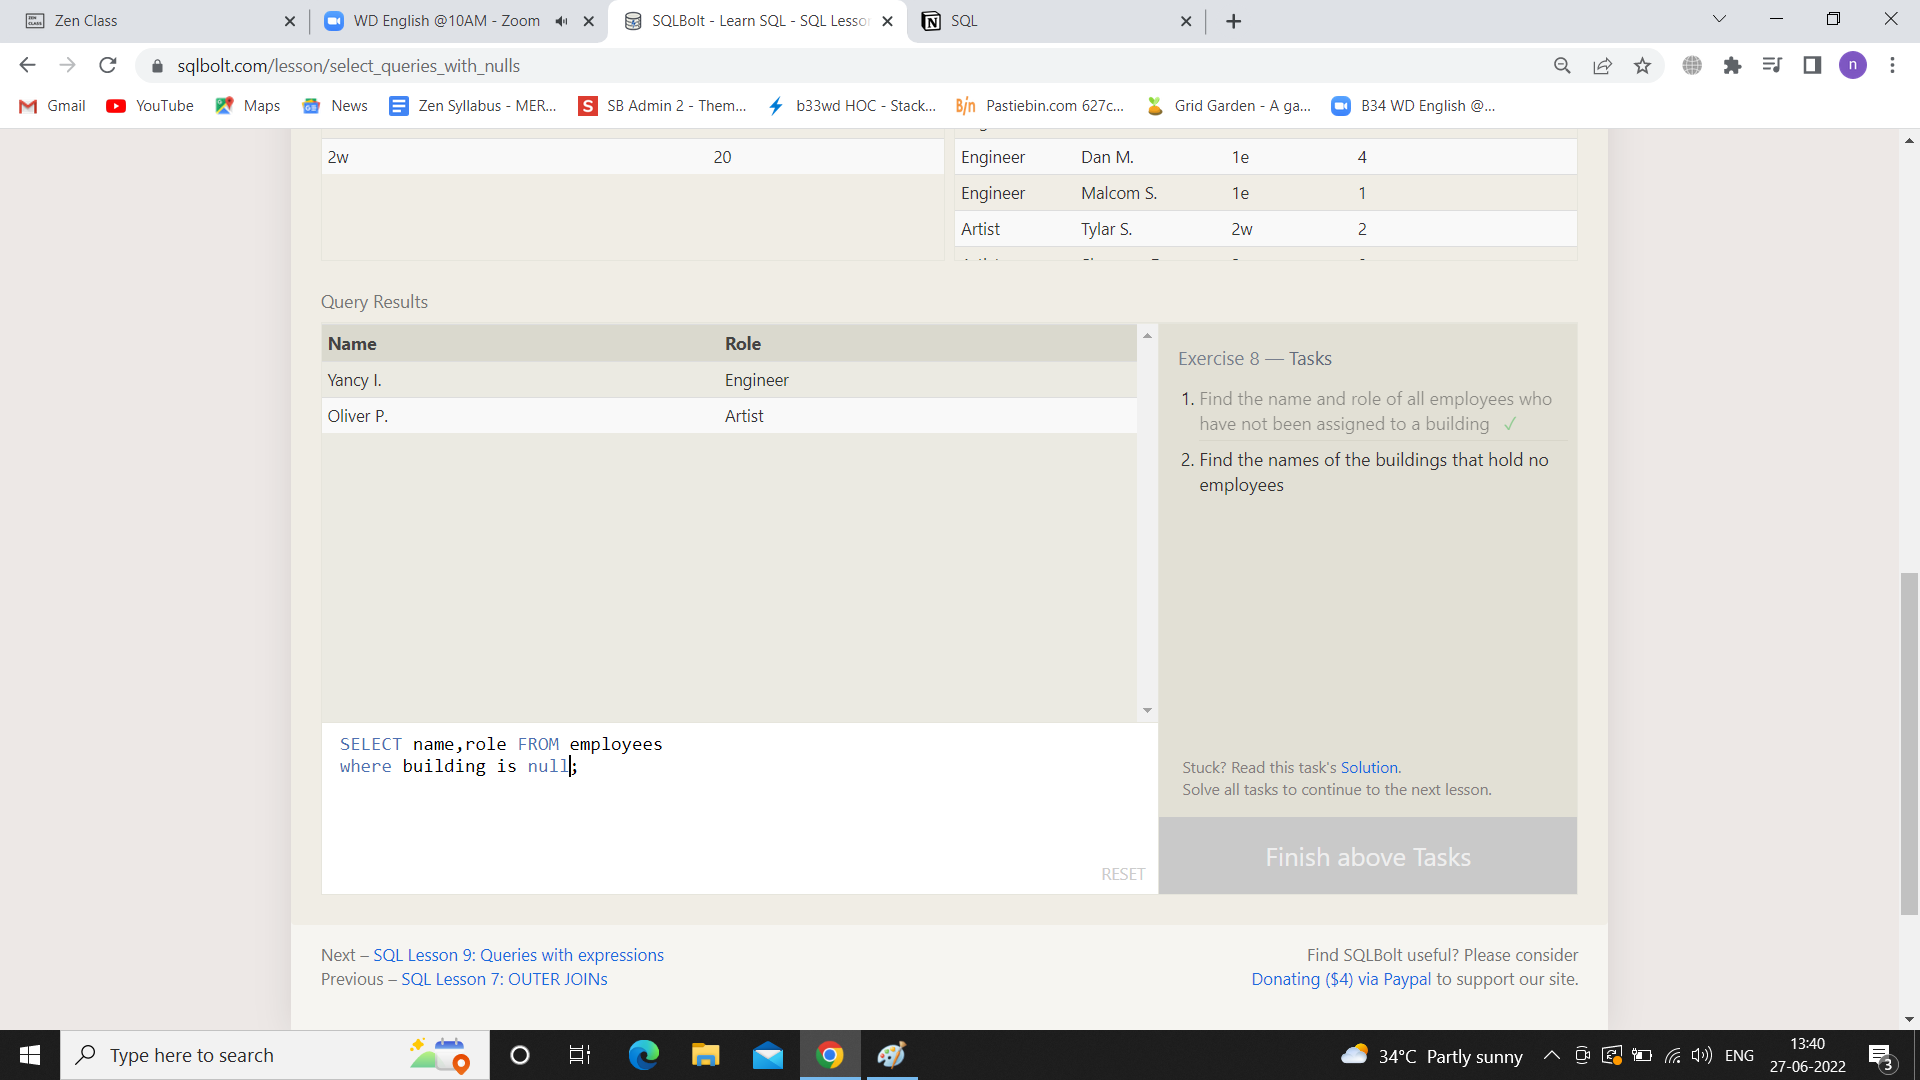 Zen Class
WD English @10AM - Zoom
SQLBolt - Learn SQL - SQL Lesso
SQL
sqlbolt.com/lesson/select_queries_with_nulls
n
Gmail
YouTube
Maps
News
Zen Syllabus - MER...
SB Admin 2 - Them...
b33wd HOC - Stack...
Pastiebin.com 627c...
Grid Garden - A ga...
B34 WD English @...
2w 20
Engineer Dan M. 1e 4
Engineer Malcom S. 1e 1
Artist Tylar S. 2w 2
Query Results
Name Role
Yancy I. Engineer
Oliver P. Artist
Exercise 8 — Tasks
1. Find the name and role of all employees who
have not been assigned to a building ✓
2. Find the names of the buildings that hold no
employees
SELECT name,role FROM employees
where building is null;
RESET
Stuck? Read this task's Solution.
Solve all tasks to continue to the next lesson.
Finish above Tasks
Next – SQL Lesson 9: Queries with expressions
Previous – SQL Lesson 7: OUTER JOINs
Find SQLBolt useful? Please consider
Donating ($4) via Paypal to support our site.
Type here to search
34°C Partly sunny
ENG
13:40
27-06-2022
3